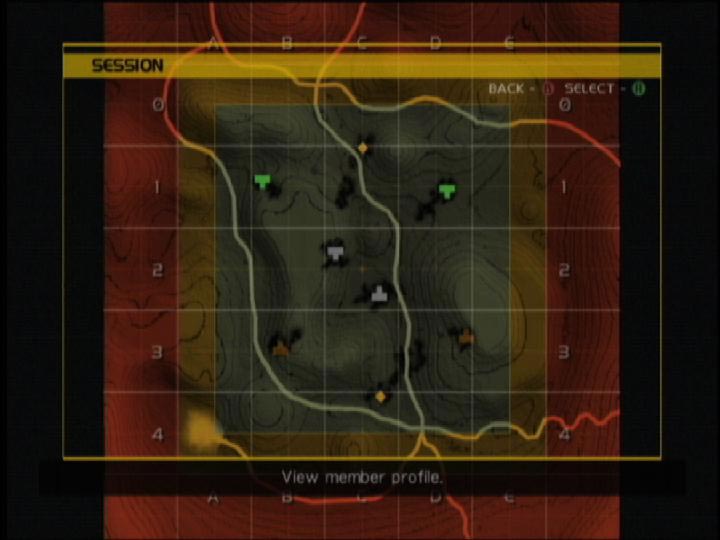 A B C D E
SESSION
BACK - SELECT -
0 0
1 1
2 2
3 3
4 4
View member profile.
A B C D E